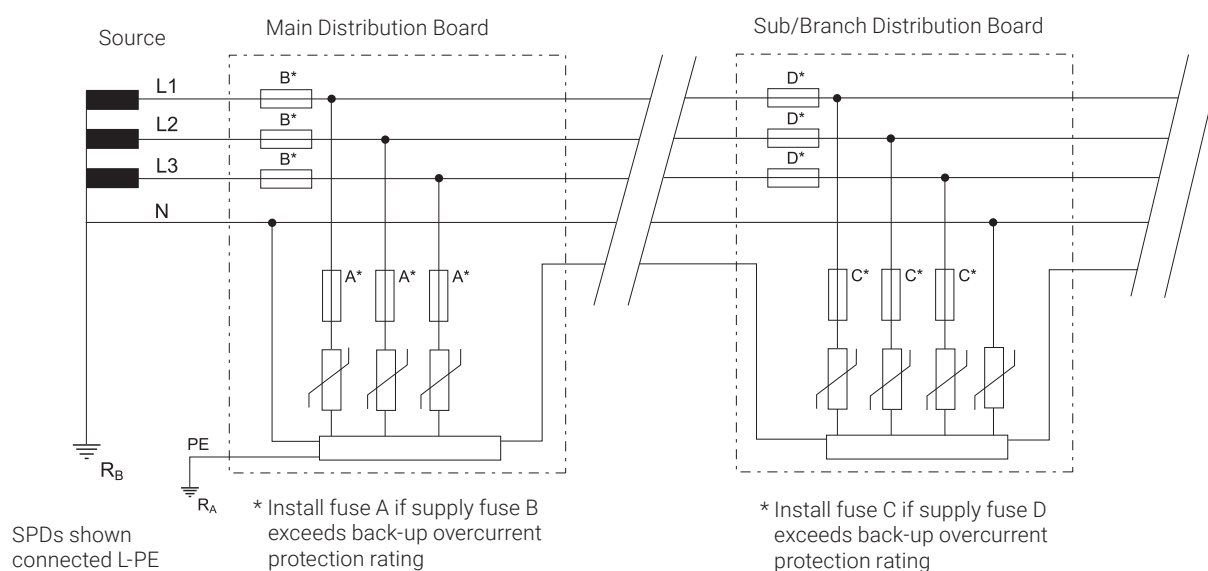 Source
Main Distribution Board
Sub/Branch Distribution Board
L1
B*
D*
L2
B*
D*
L3
B*
D*
N
A* A* A*
C* C* C*
PE
RB
RA
SPDs shown
connected L-PE
* Install fuse A if supply fuse B
exceeds back-up overcurrent
protection rating
* Install fuse C if supply fuse D
exceeds back-up overcurrent
protection rating